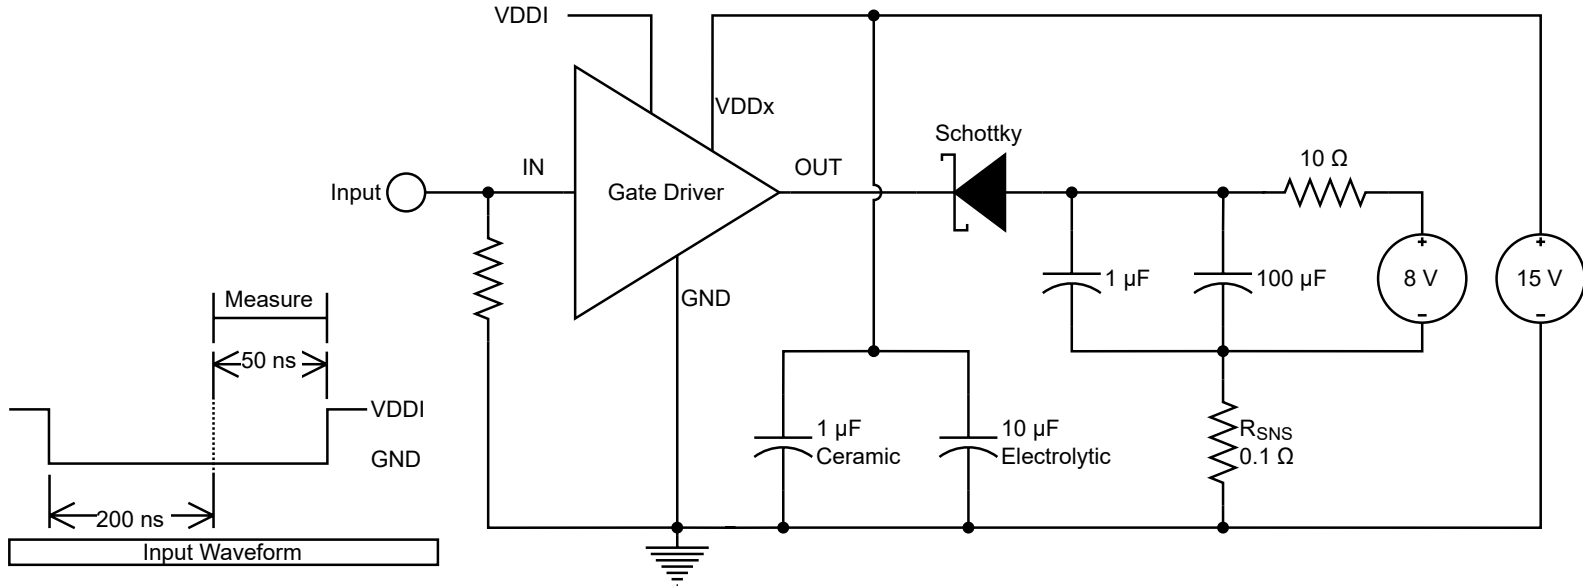 VDDI
VDDx
Schottky
IN
OUT
10 Ω
Input
Gate Driver
1 µF
100 µF
+
8 V
−
+
15 V
−
GND
Measure
50 ns
VDDI
GND
200 ns
Input Waveform
1 µF
Ceramic
10 µF
Electrolytic
RSNS
0.1 Ω